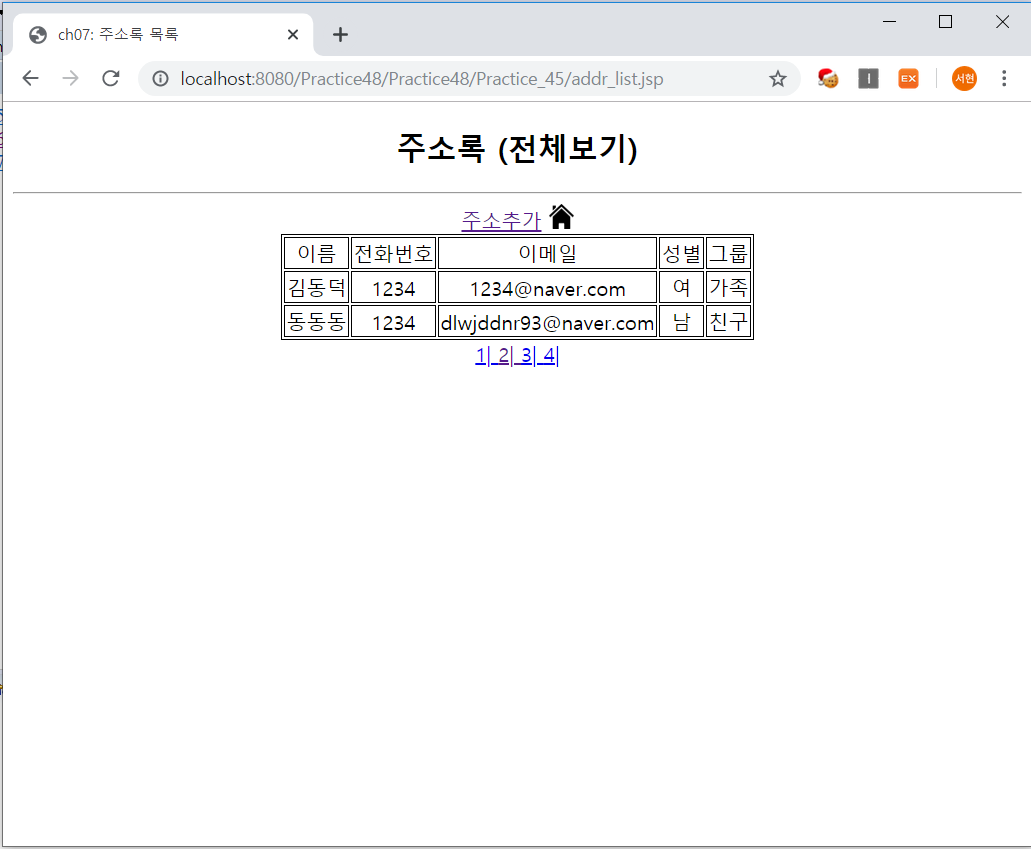 ch07: 주소록 목록
localhost:8080/Practice48/Practice48/Practice_45/addr_list.jsp
I
EX
서현
주소록 (전체보기)
주소추가
이름 전화번호 이메일 성별 그룹
김동덕 1234 1234@naver.com 여 가족
동동동 1234 dlwjddnr93@naver.com 남 친구
1| 2| 3| 4|